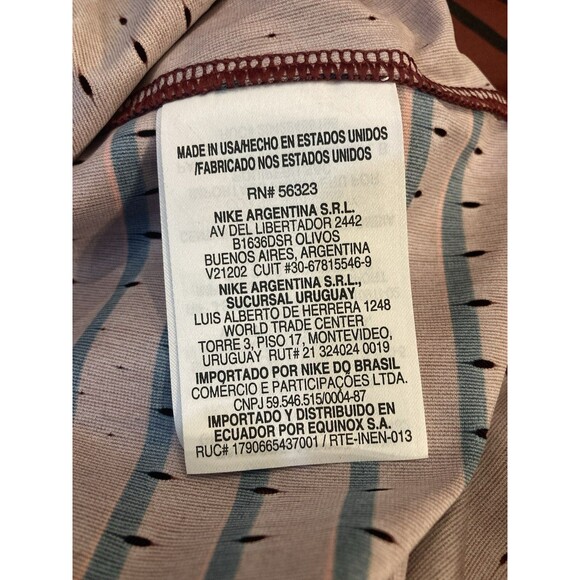 MADE IN USA/HECHO EN ESTADOS UNIDOS
/FABRICADO NOS ESTADOS UNIDOS
RN# 56323
NIKE ARGENTINA S.R.L.
AV DEL LIBERTADOR 2442
B1636DSR OLIVOS
BUENOS AIRES, ARGENTINA
V21202 CUIT #30-67815546-9
NIKE ARGENTINA S.R.L.,
SUCURSAL URUGUAY
LUIS ALBERTO DE HERRERA 1248
WORLD TRADE CENTER
TORRE 3, PISO 17, MONTEVIDEO,
URUGUAY RUT# 21 324024 0019
IMPORTADO POR NIKE DO BRASIL
COMÉRCIO E PARTICIPAÇÕES LTDA.
CNPJ 59.546.515/0004-87
IMPORTADO Y DISTRIBUIDO EN
ECUADOR POR EQUINOX S.A.
RUC# 1790665437001 / RTE-INEN-013